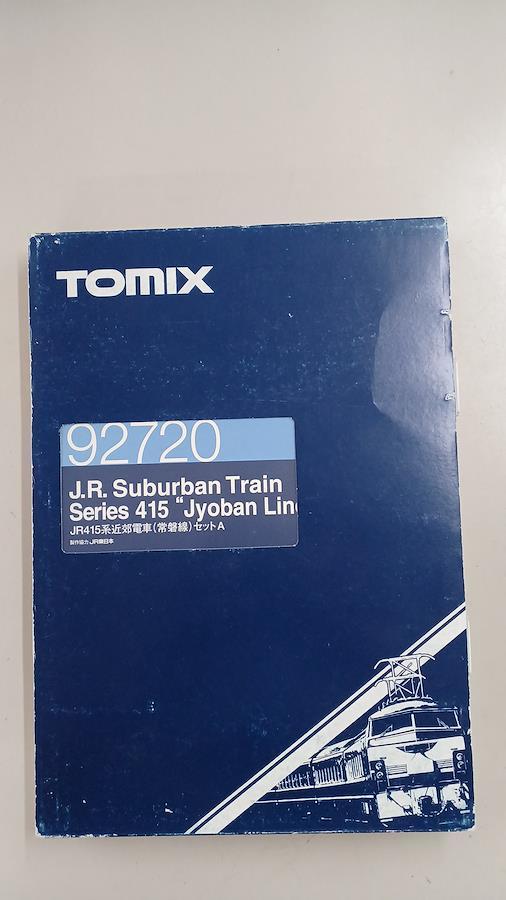 TOMIX
92720
J.R. Suburban Train
Series 415 "Jyoban Line
JR415系近郊電車(常磐線)セットA
製作協力 JR東日本